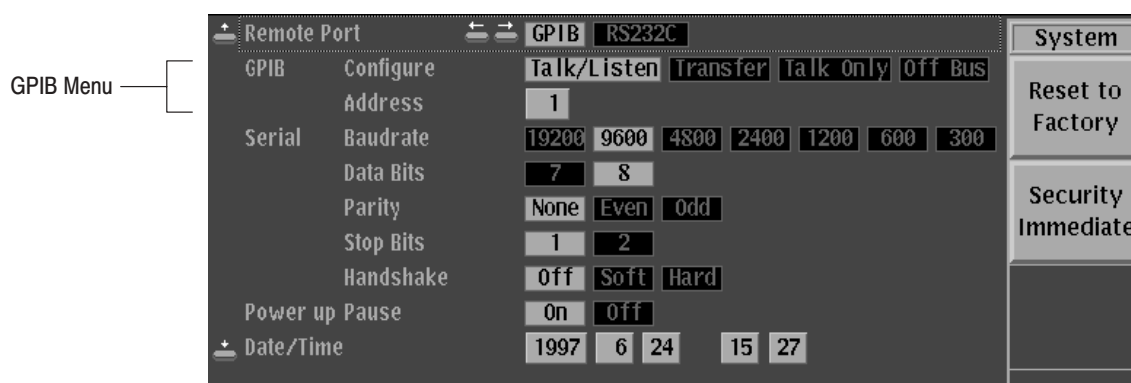 Remote Port GPIB RS232C
GPIB Menu
GPIB Configure Talk/Listen Transfer Talk Only Off Bus
Address 1
Serial Baudrate 19200 9600 4800 2400 1200 600 300
Data Bits 7 8
Parity None Even Odd
Stop Bits 1 2
Handshake Off Soft Hard
Power up Pause On Off
Date/Time 1997 6 24 15 27
System
Reset to
Factory
Security
Immediate